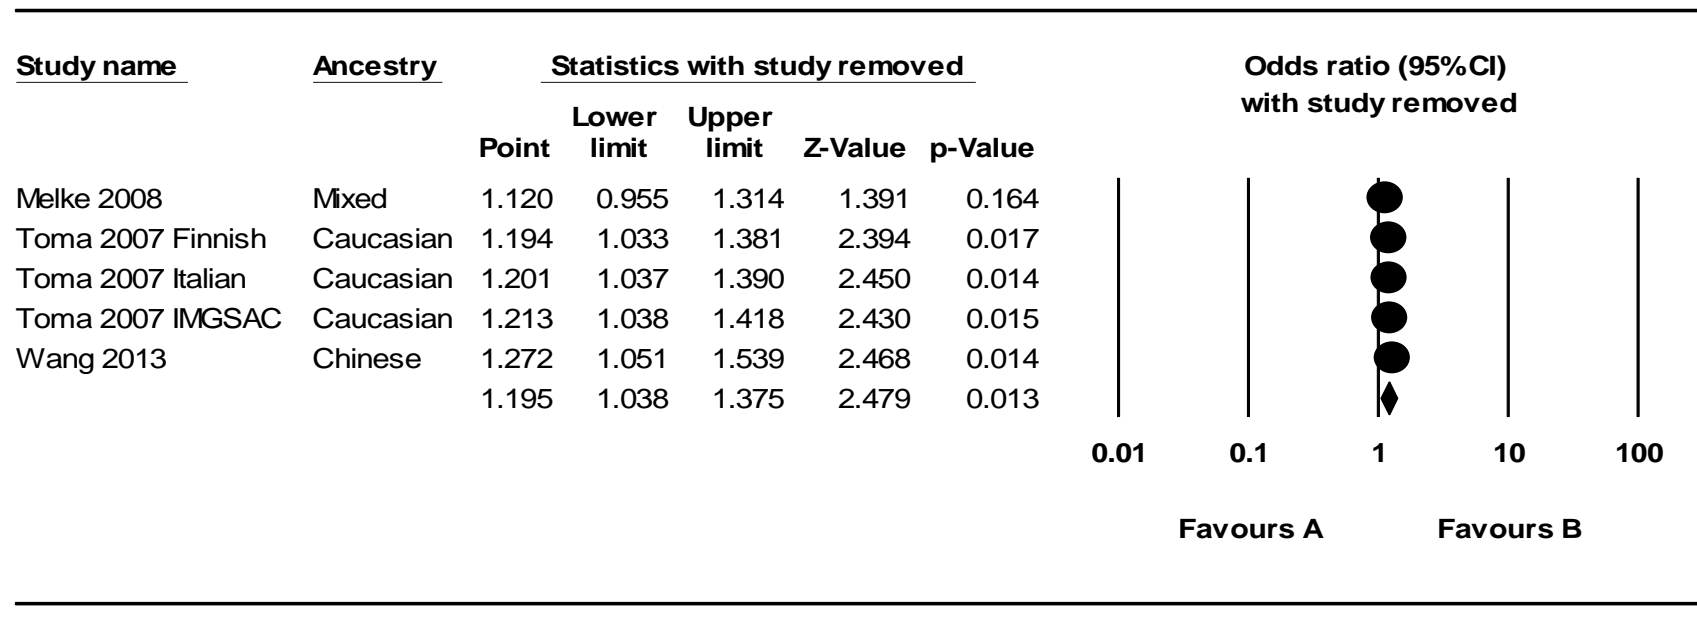 Study name Ancestry Statistics with study removed Odds ratio (95%CI)
with study removed
Lower Upper
Point limit limit Z-Value p-Value
Melke 2008 Mixed 1.120 0.955 1.314 1.391 0.164
Toma 2007 Finnish Caucasian 1.194 1.033 1.381 2.394 0.017
Toma 2007 Italian Caucasian 1.201 1.037 1.390 2.450 0.014
Toma 2007 IMGSAC Caucasian 1.213 1.038 1.418 2.430 0.015
Wang 2013 Chinese 1.272 1.051 1.539 2.468 0.014
1.195 1.038 1.375 2.479 0.013
0.01 0.1 1 10 100
Favours A Favours B